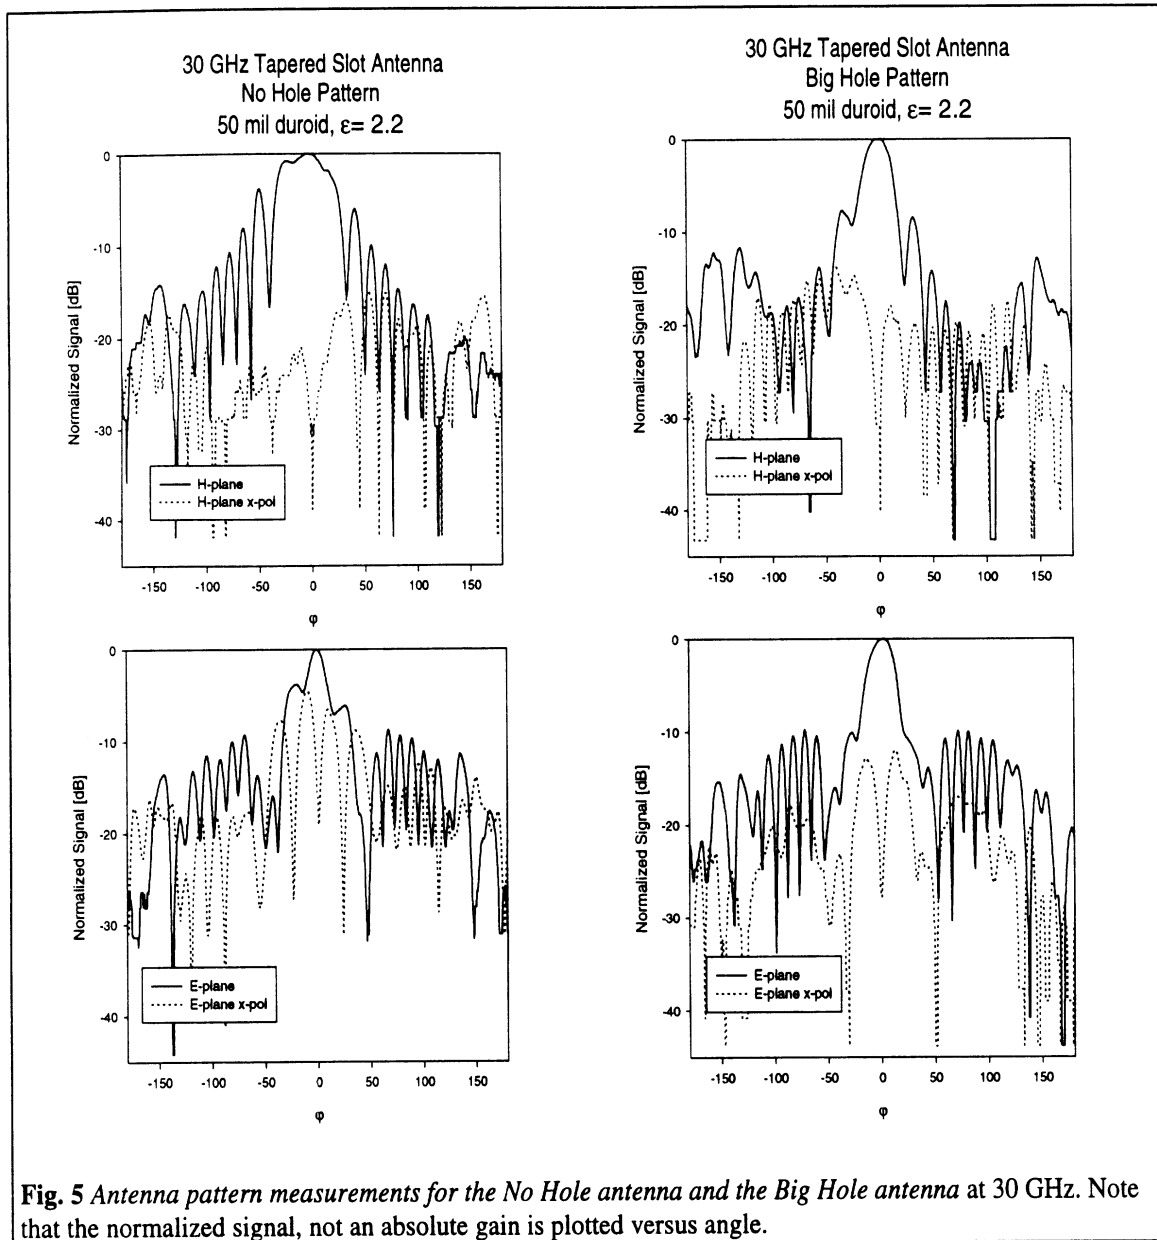 30 GHz Tapered Slot Antenna
No Hole Pattern
50 mil duroid, ε= 2.2
0
-10
-20
-30
-40
Normalized Signal [dB]
H-plane
H-plane x-pol
-150 -100 -50 0 50 100 150
φ
30 GHz Tapered Slot Antenna
Big Hole Pattern
50 mil duroid, ε= 2.2
0
-10
-20
-30
-40
Normalized Signal [dB]
H-plane
H-plane x-pol
-150 -100 -50 0 50 100 150
φ
0
-10
-20
-30
-40
Normalized Signal [dB]
E-plane
E-plane x-pol
-150 -100 -50 0 50 100 150
φ
0
-10
-20
-30
-40
Normalized Signal [dB]
E-plane
E-plane x-pol
-150 -100 -50 0 50 100 150
φ
Fig. 5 Antenna pattern measurements for the No Hole antenna and the Big Hole antenna at 30 GHz. Note
that the normalized signal, not an absolute gain is plotted versus angle.